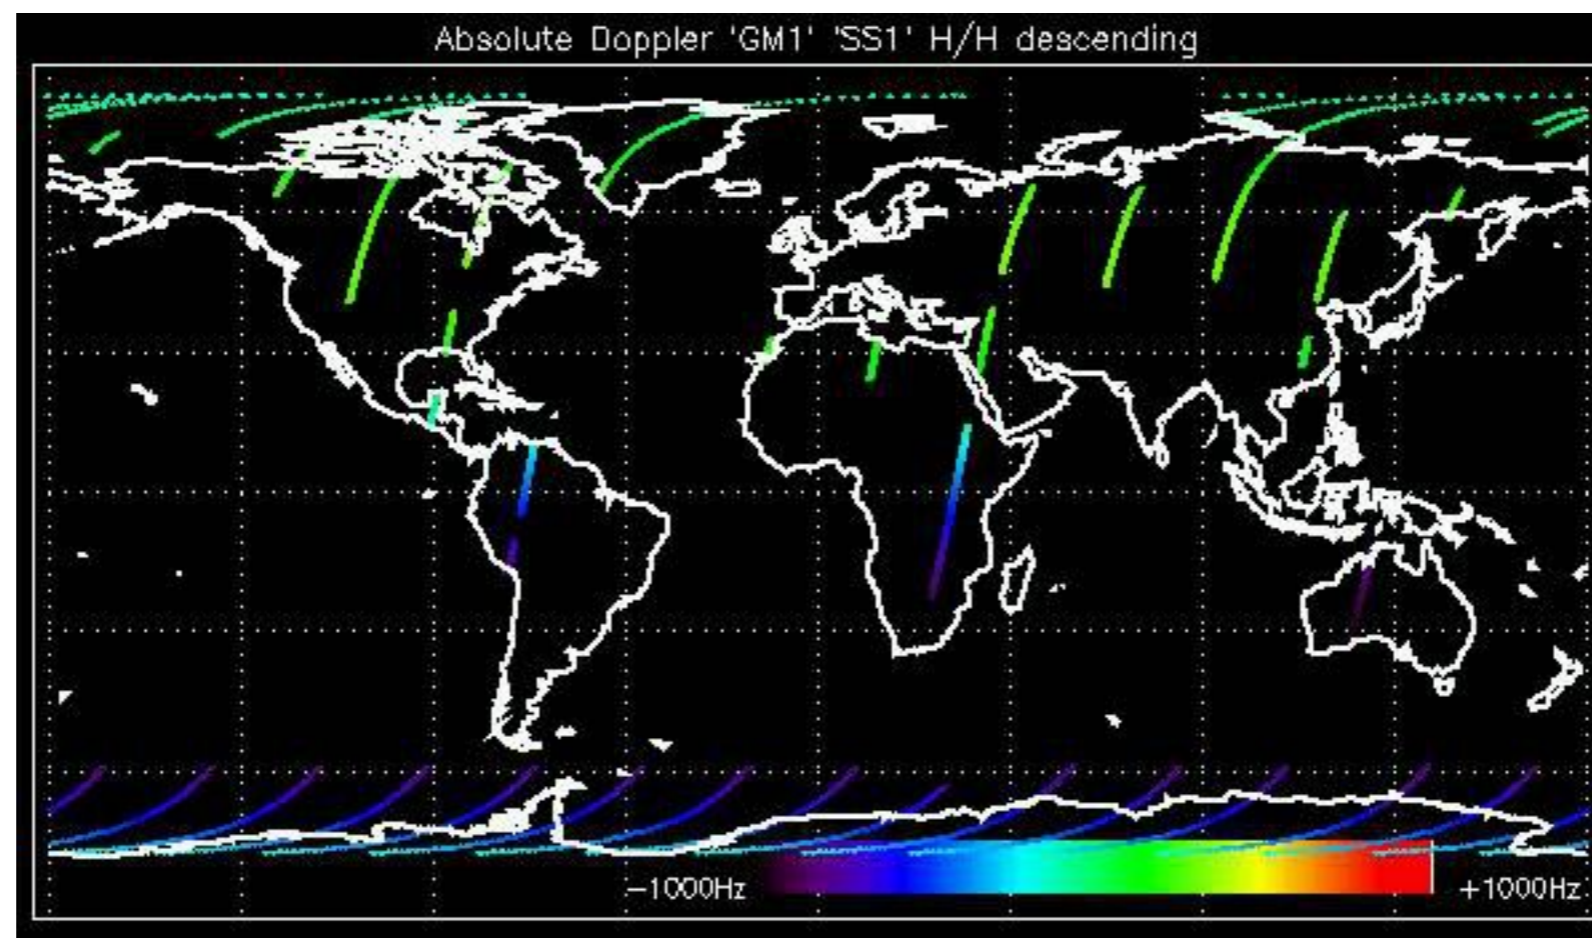 Absolute Doppler 'GM1' 'SS1' H/H descending
−1000Hz
+1000Hz